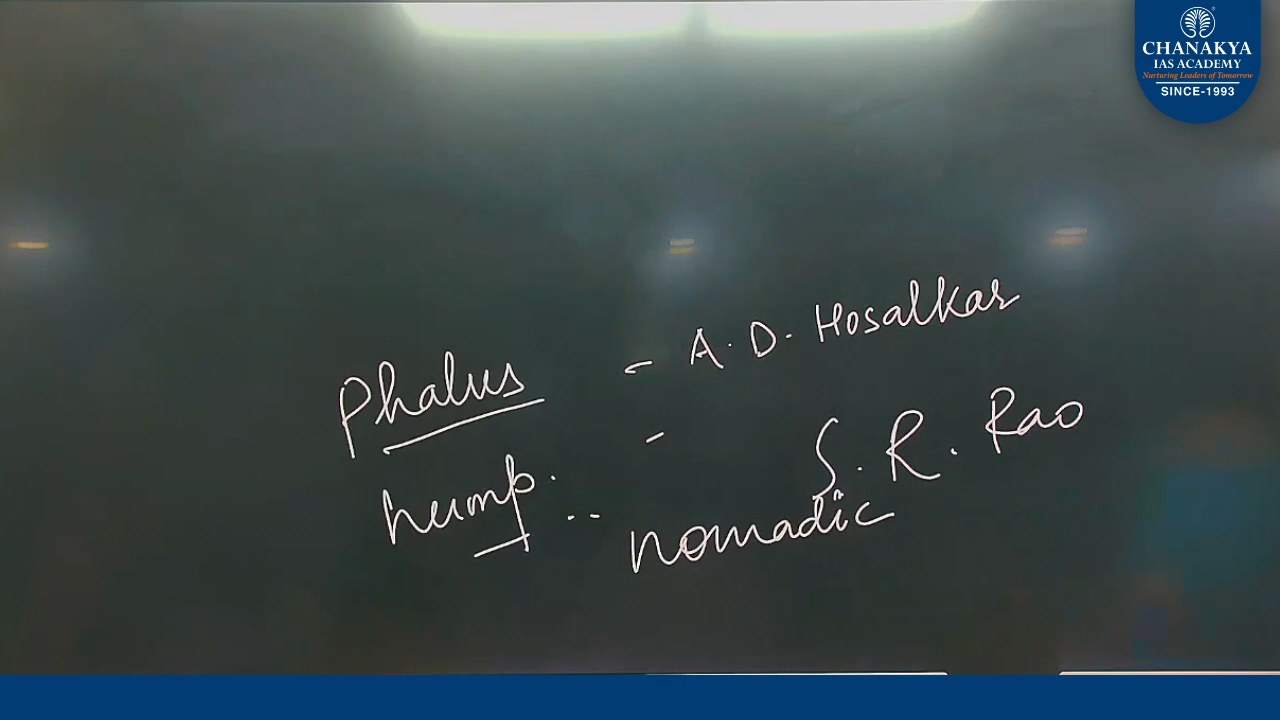 CHANAKYA
IAS ACADEMY
Nurturing Leaders of Tomorrow
SINCE-1993
Phalus - A. D. Hosalkar
- S. R. Rao
hump. -- nomadic